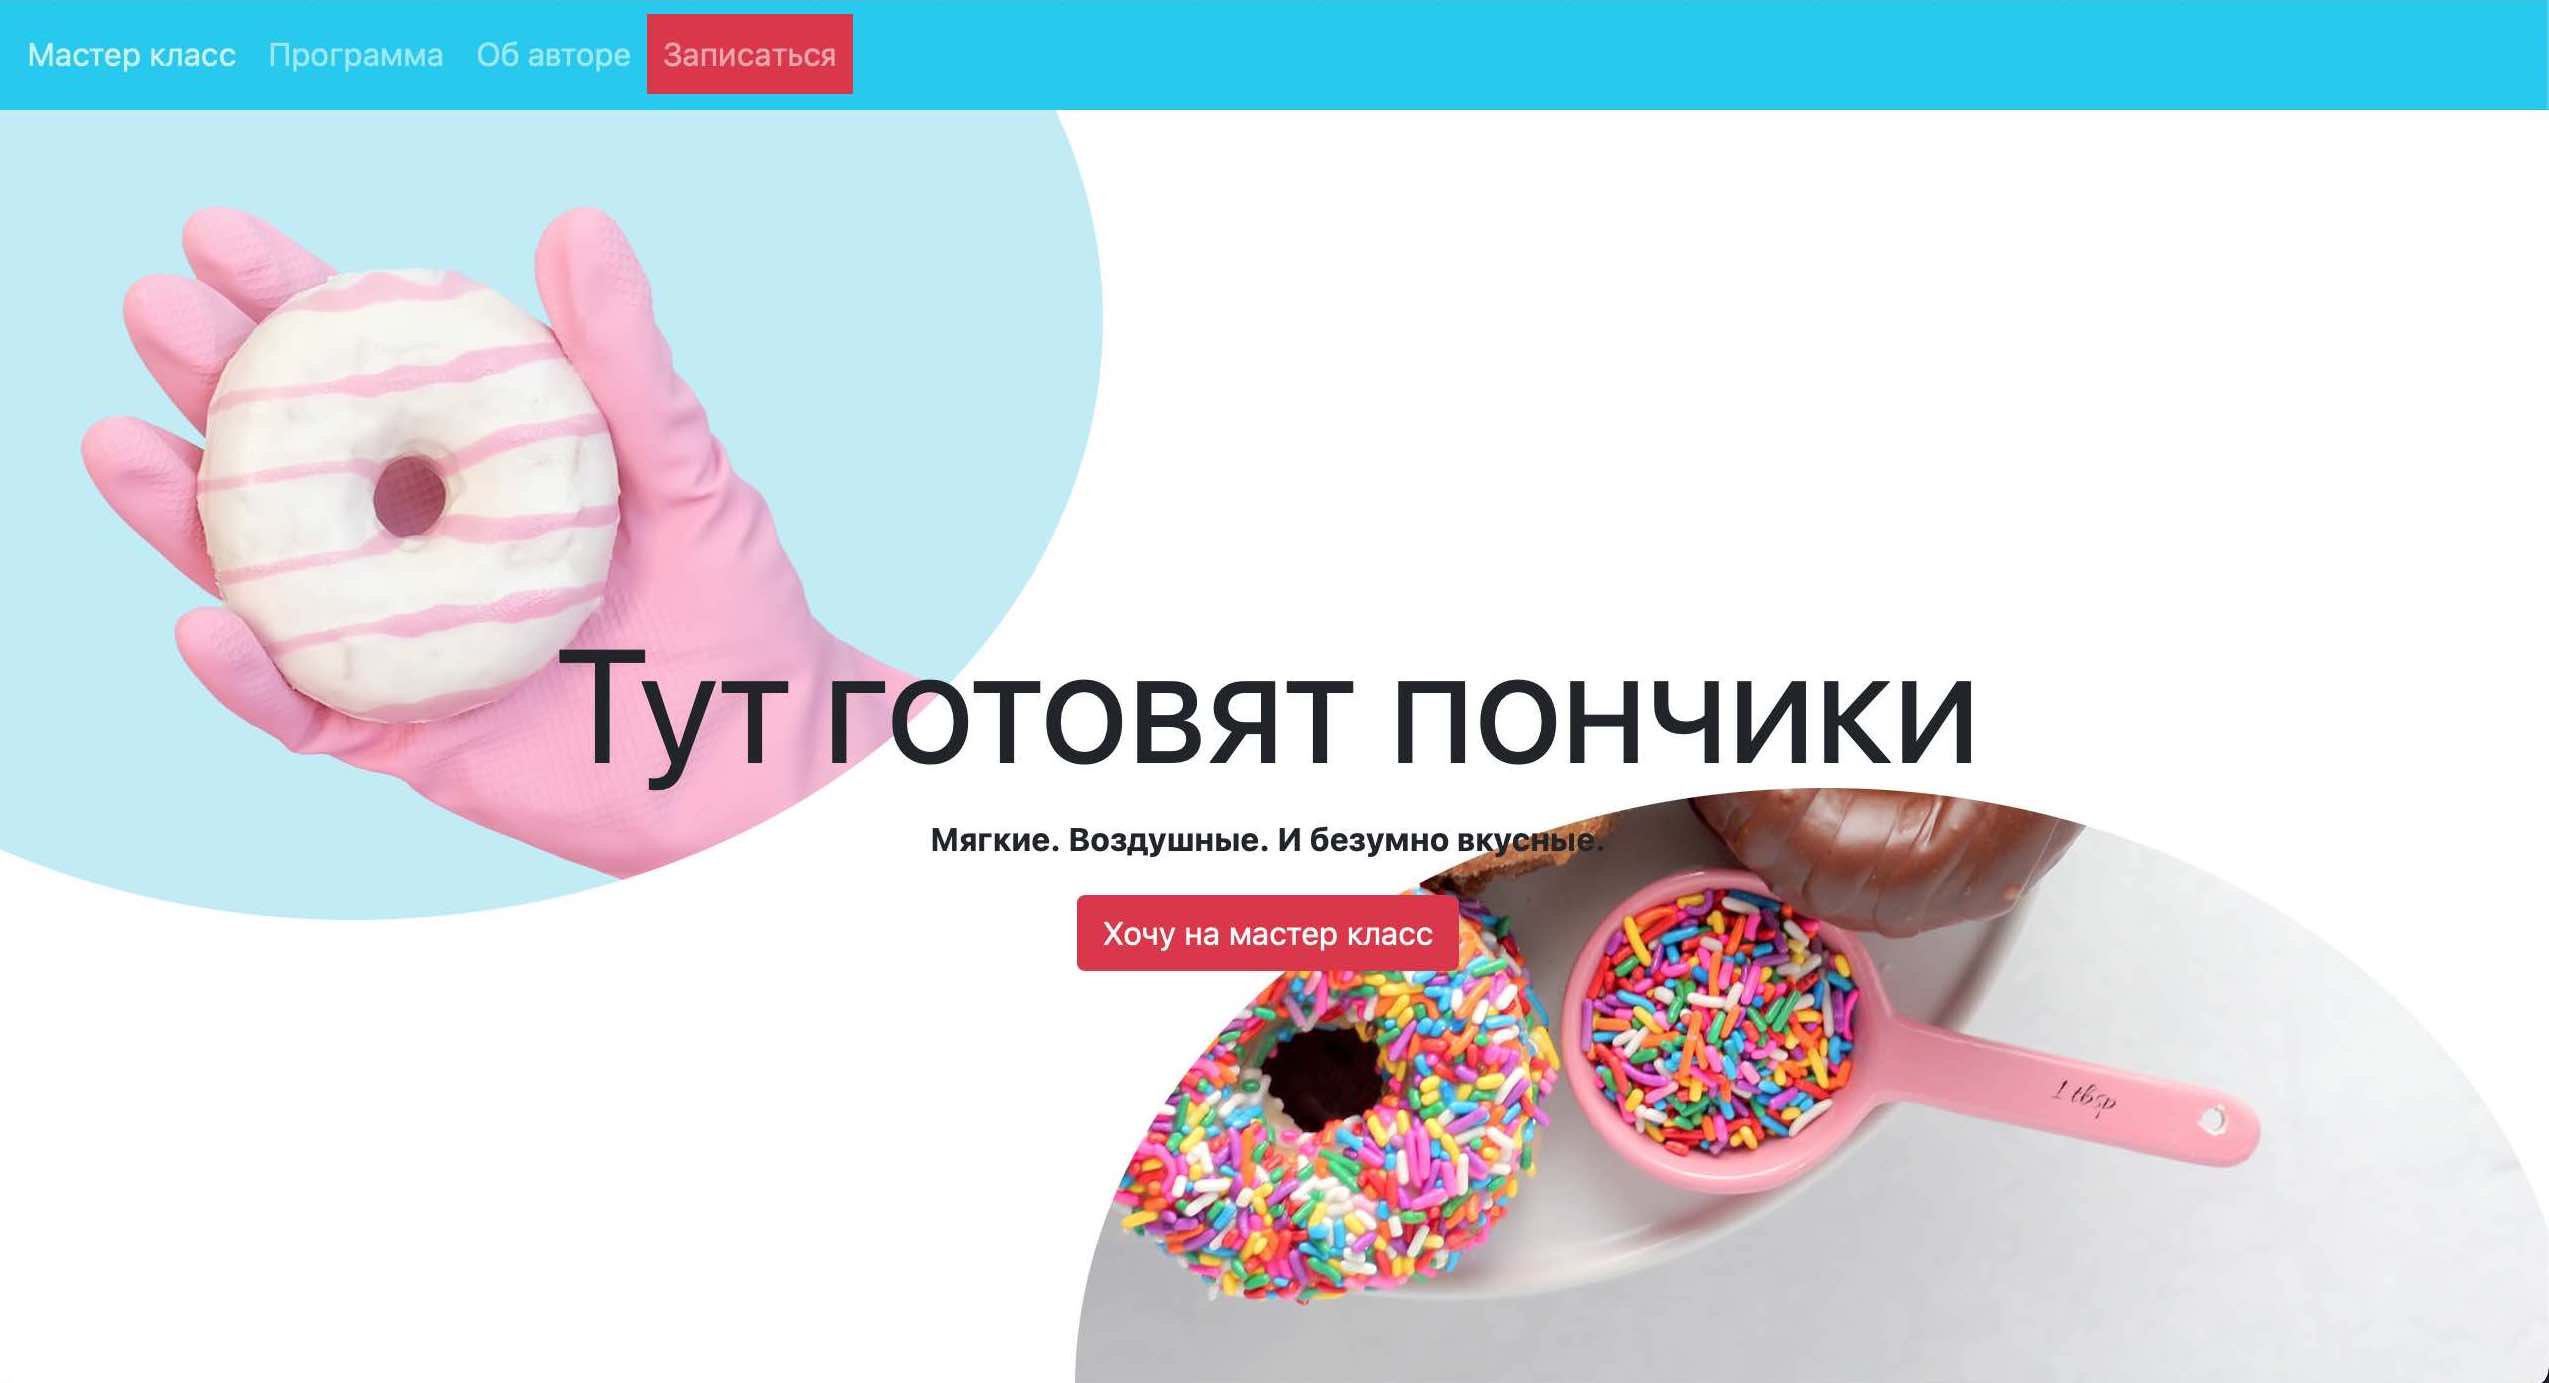 Мастер класс Программа Об авторе Записаться
Тут готовят пончики
Мягкие. Воздушные. И безумно вкусные.
Хочу на мастер класс
1 tbsp